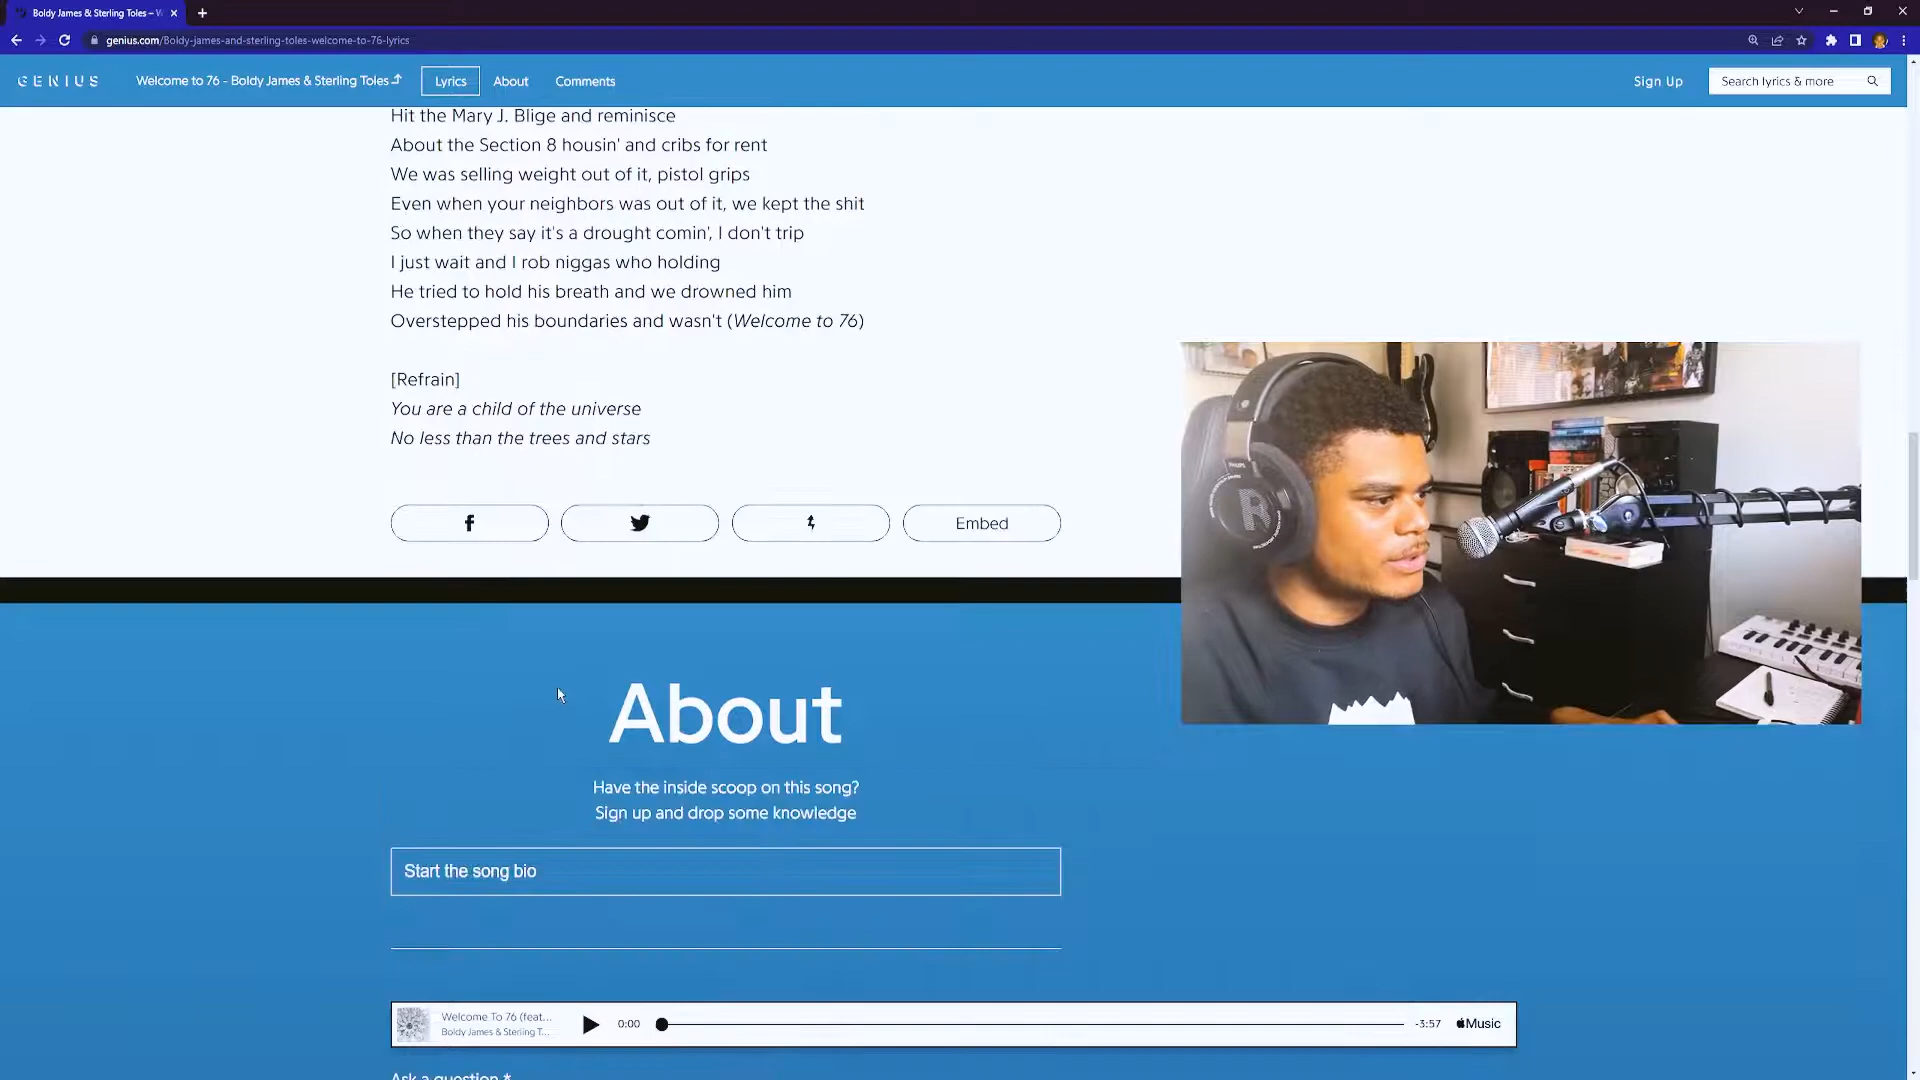 Boldy James & Sterling Toles – W
genius.com/Boldy-james-and-sterling-toles-welcome-to-76-lyrics
GENIUS
Welcome to 76 - Boldy James & Sterling Toles
Lyrics
About
Comments
Sign Up
Search lyrics & more
Hit the Mary J. Blige and reminisce
About the Section 8 housin' and cribs for rent
We was selling weight out of it, pistol grips
Even when your neighbors was out of it, we kept the shit
So when they say it's a drought comin', I don't trip
I just wait and I rob niggas who holding
He tried to hold his breath and we drowned him
Overstepped his boundaries and wasn't (Welcome to 76)
[Refrain]
You are a child of the universe
No less than the trees and stars
Embed
About
Have the inside scoop on this song?
Sign up and drop some knowledge
Start the song bio
Welcome To 76 (feat...
Boldy James & Sterling T...
0:00
-3:57
Music
Ask a question *